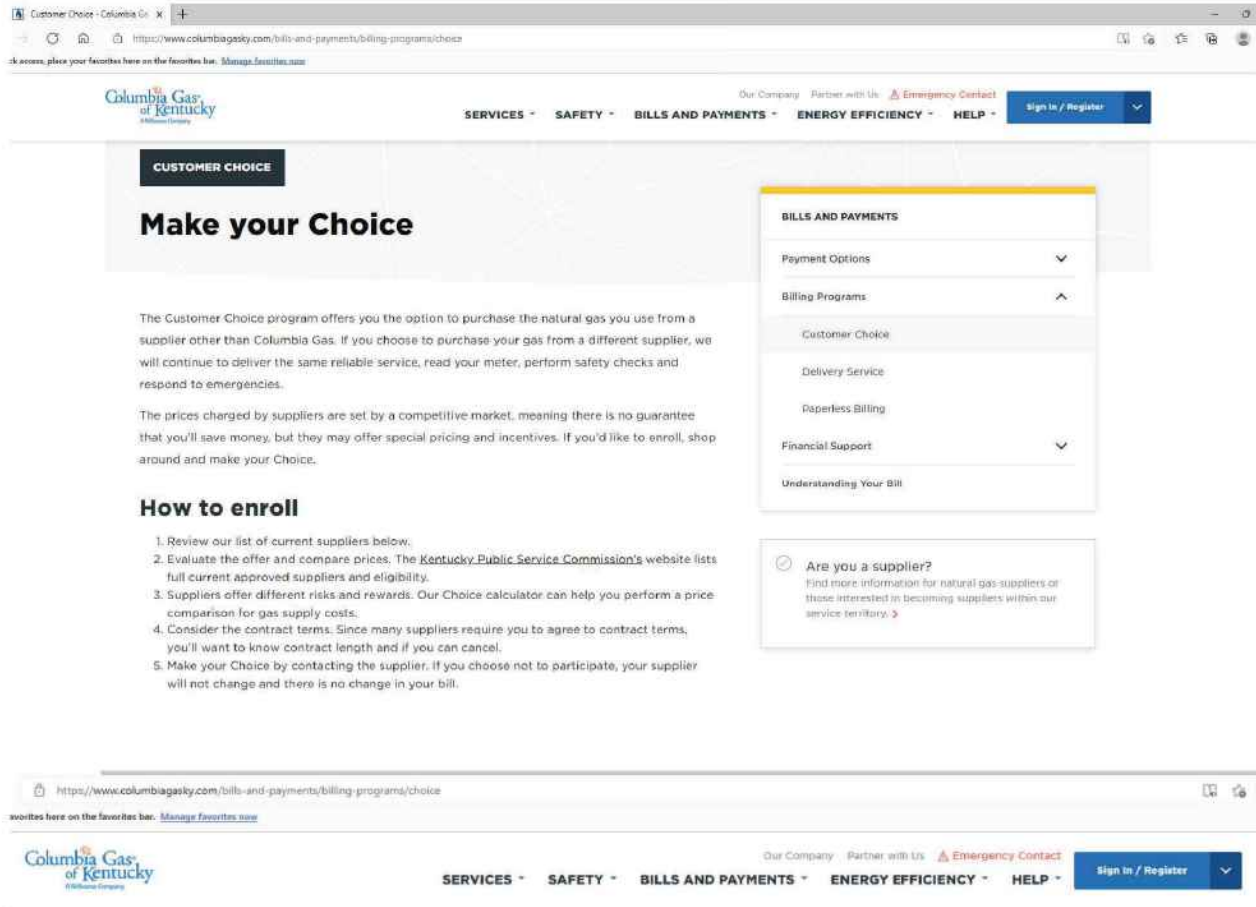 Customer Choice - Columbia Ga
https://www.columbiagasky.com/bills-and-payments/billing-programs/choice
k access, place your favorites here on the favorites bar. Manage favorites now
Columbia Gas
of Kentucky
A NiSource Company
Our Company Partner with Us Emergency Contact
SERVICES SAFETY BILLS AND PAYMENTS ENERGY EFFICIENCY HELP
Sign In / Register
CUSTOMER CHOICE
Make your Choice
The Customer Choice program offers you the option to purchase the natural gas you use from a
supplier other than Columbia Gas. If you choose to purchase your gas from a different supplier, we
will continue to deliver the same reliable service, read your meter, perform safety checks and
respond to emergencies.
The prices charged by suppliers are set by a competitive market, meaning there is no guarantee
that you'll save money, but they may offer special pricing and incentives. If you'd like to enroll, shop
around and make your Choice.
How to enroll
1. Review our list of current suppliers below.
2. Evaluate the offer and compare prices. The Kentucky Public Service Commission's website lists
full current approved suppliers and eligibility.
3. Suppliers offer different risks and rewards. Our Choice calculator can help you perform a price
comparison for gas supply costs.
4. Consider the contract terms. Since many suppliers require you to agree to contract terms,
you'll want to know contract length and if you can cancel.
5. Make your Choice by contacting the supplier. If you choose not to participate, your supplier
will not change and there is no change in your bill.
BILLS AND PAYMENTS
Payment Options
Billing Programs
Customer Choice
Delivery Service
Paperless Billing
Financial Support
Understanding Your Bill
Are you a supplier?
Find more information for natural gas suppliers or
those interested in becoming suppliers within our
service territory.
https://www.columbiagasky.com/bills-and-payments/billing-programs/choice
avorites here on the favorites bar. Manage favorites now
Columbia Gas
of Kentucky
A NiSource Company
Our Company Partner with Us Emergency Contact
SERVICES SAFETY BILLS AND PAYMENTS ENERGY EFFICIENCY HELP
Sign In / Register